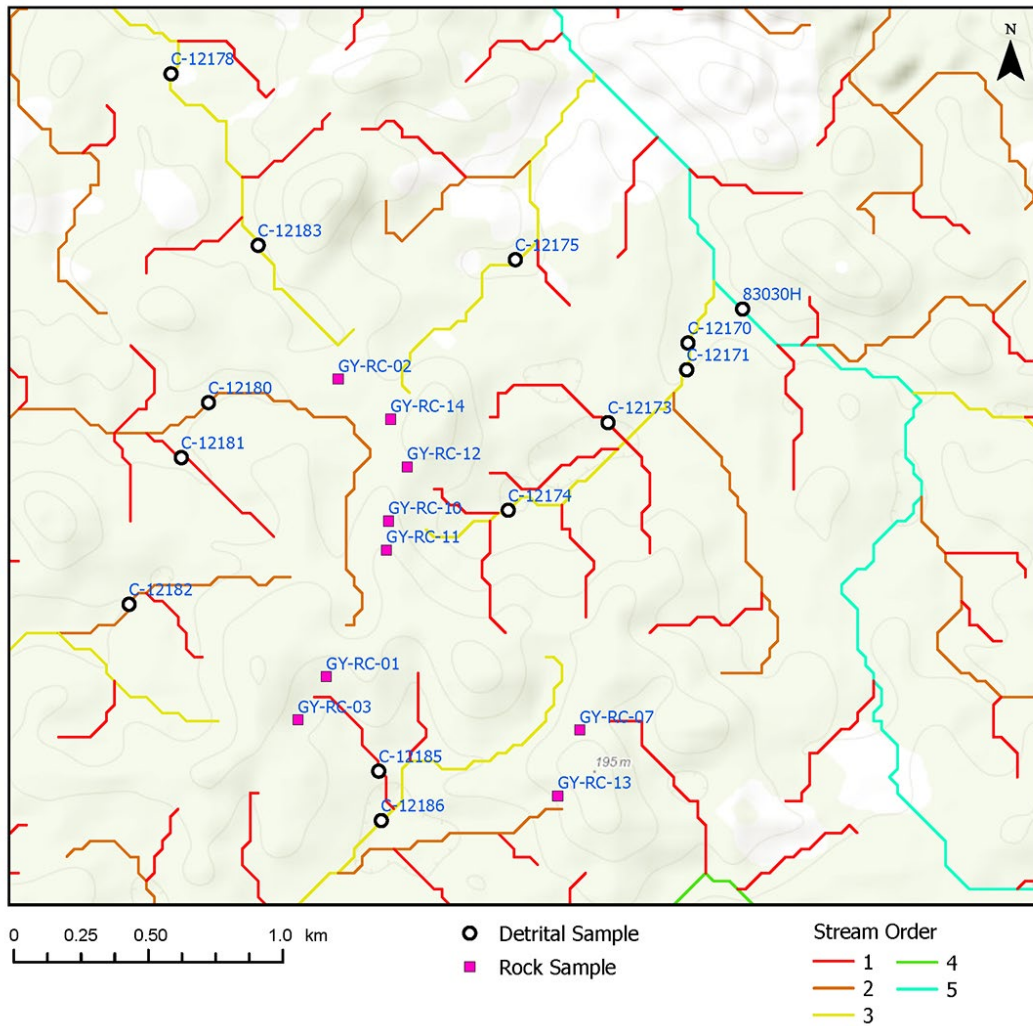 N
C-12178
C-12183
C-12175
83030H
C-12170
C-12171
GY-RC-02
C-12180
GY-RC-14
C-12173
C-12181
GY-RC-12
C-12174
GY-RC-10
GY-RC-11
C-12182
GY-RC-01
GY-RC-03
GY-RC-07
C-12185
195 m
GY-RC-13
C-12186
0 0.25 0.50 1.0 km
Detrital Sample
Rock Sample
Stream Order
1 4
2 5
3